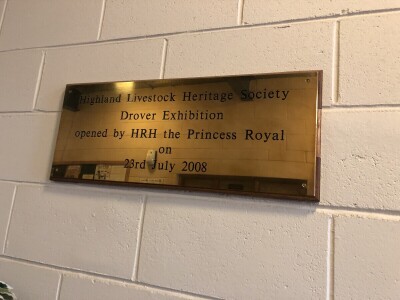 Highland Livestock Heritage Society
Drover Exhibition
opened by HRH the Princess Royal
on
23rd July 2008